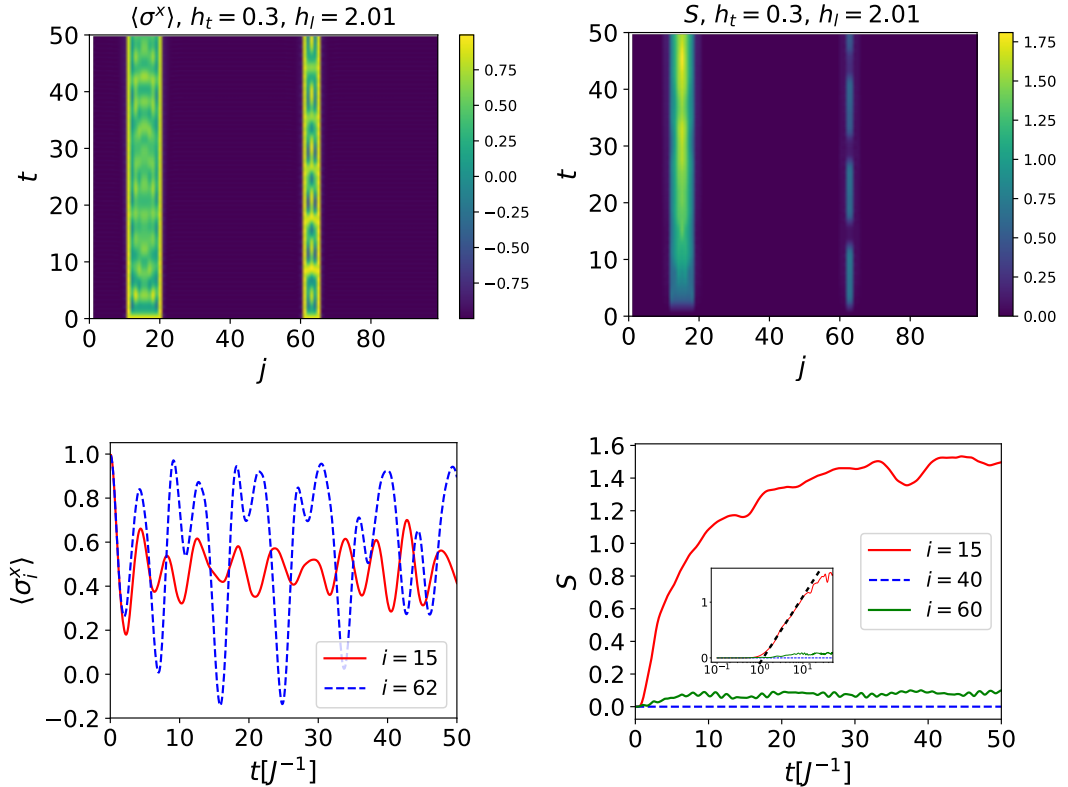 ⟨σˣ⟩, hₜ = 0.3, hₗ = 2.01
50
40
30
20
10
0
t
0 20 40 60 80
j
0.75
0.50
0.25
0.00
−0.25
−0.50
−0.75
S, hₜ = 0.3, hₗ = 2.01
50
40
30
20
10
0
t
0 20 40 60 80
j
1.75
1.50
1.25
1.00
0.75
0.50
0.25
0.00
1.0
0.8
0.6
0.4
0.2
0.0
−0.2
⟨σᵢˣ⟩
i = 15
i = 62
0 10 20 30 40 50
t[J⁻¹]
1.6
1.4
1.2
1.0
0.8
0.6
0.4
0.2
0.0
S
i = 15
i = 40
i = 60
1
0
10⁻¹ 10⁰ 10¹
0 10 20 30 40 50
t[J⁻¹]